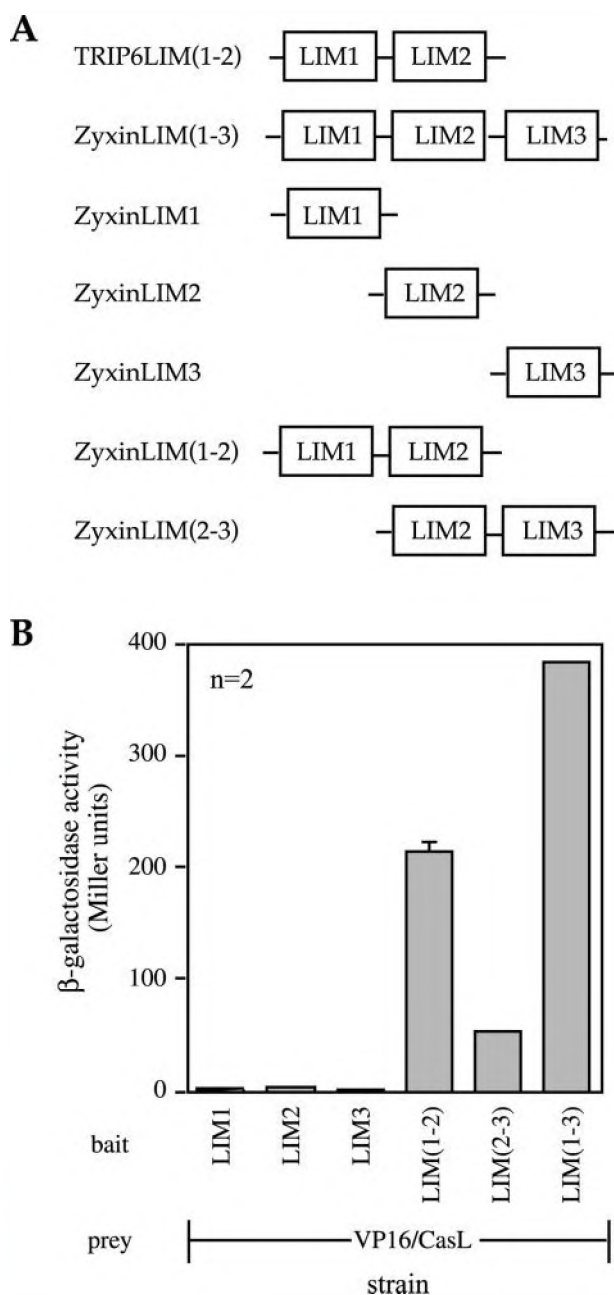 A
TRIP6LIM(1-2) LIM1 LIM2
ZyxinLIM(1-3) LIM1 LIM2 LIM3
ZyxinLIM1 LIM1
ZyxinLIM2 LIM2
ZyxinLIM3 LIM3
ZyxinLIM(1-2) LIM1 LIM2
ZyxinLIM(2-3) LIM2 LIM3
B
n=2
400
300
200
100
0
β-galactosidase activity
(Miller units)
bait LIM1 LIM2 LIM3 LIM(1-2) LIM(2-3) LIM(1-3)
prey VP16/CasL
strain